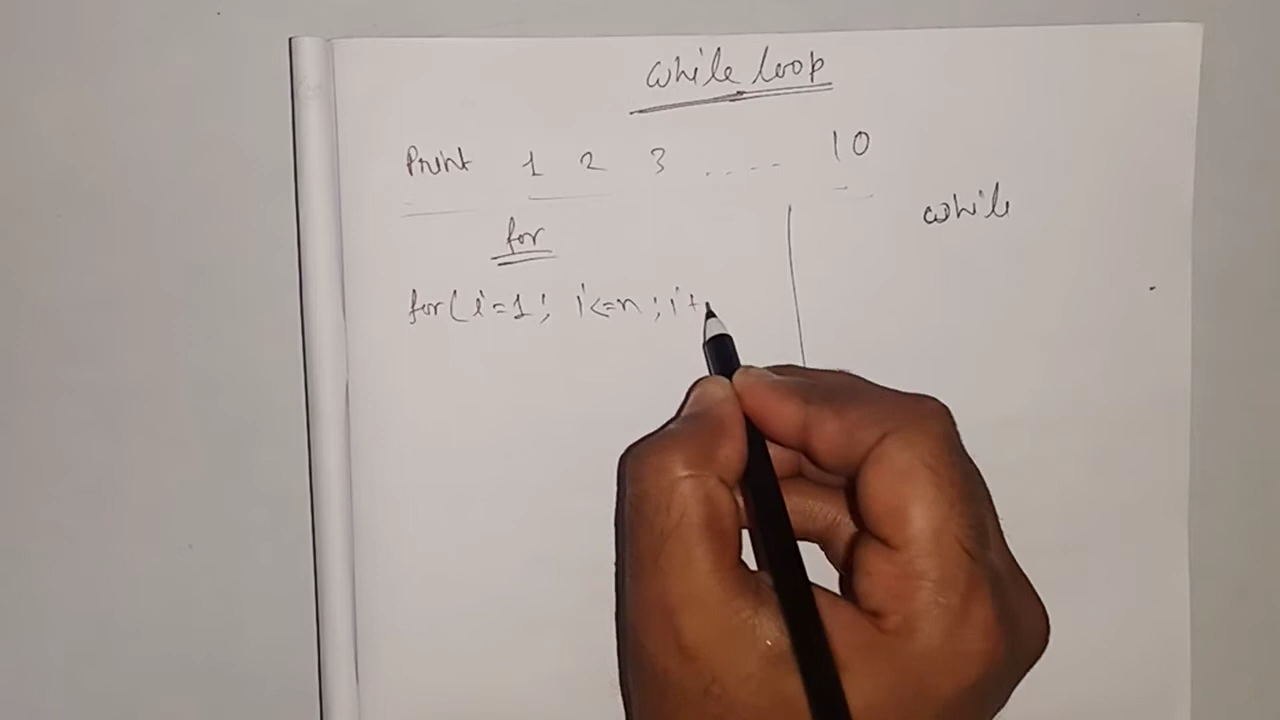 while loop
Print 1 2 3 ..... 10
for
while
for(i=1; i<=n; i+